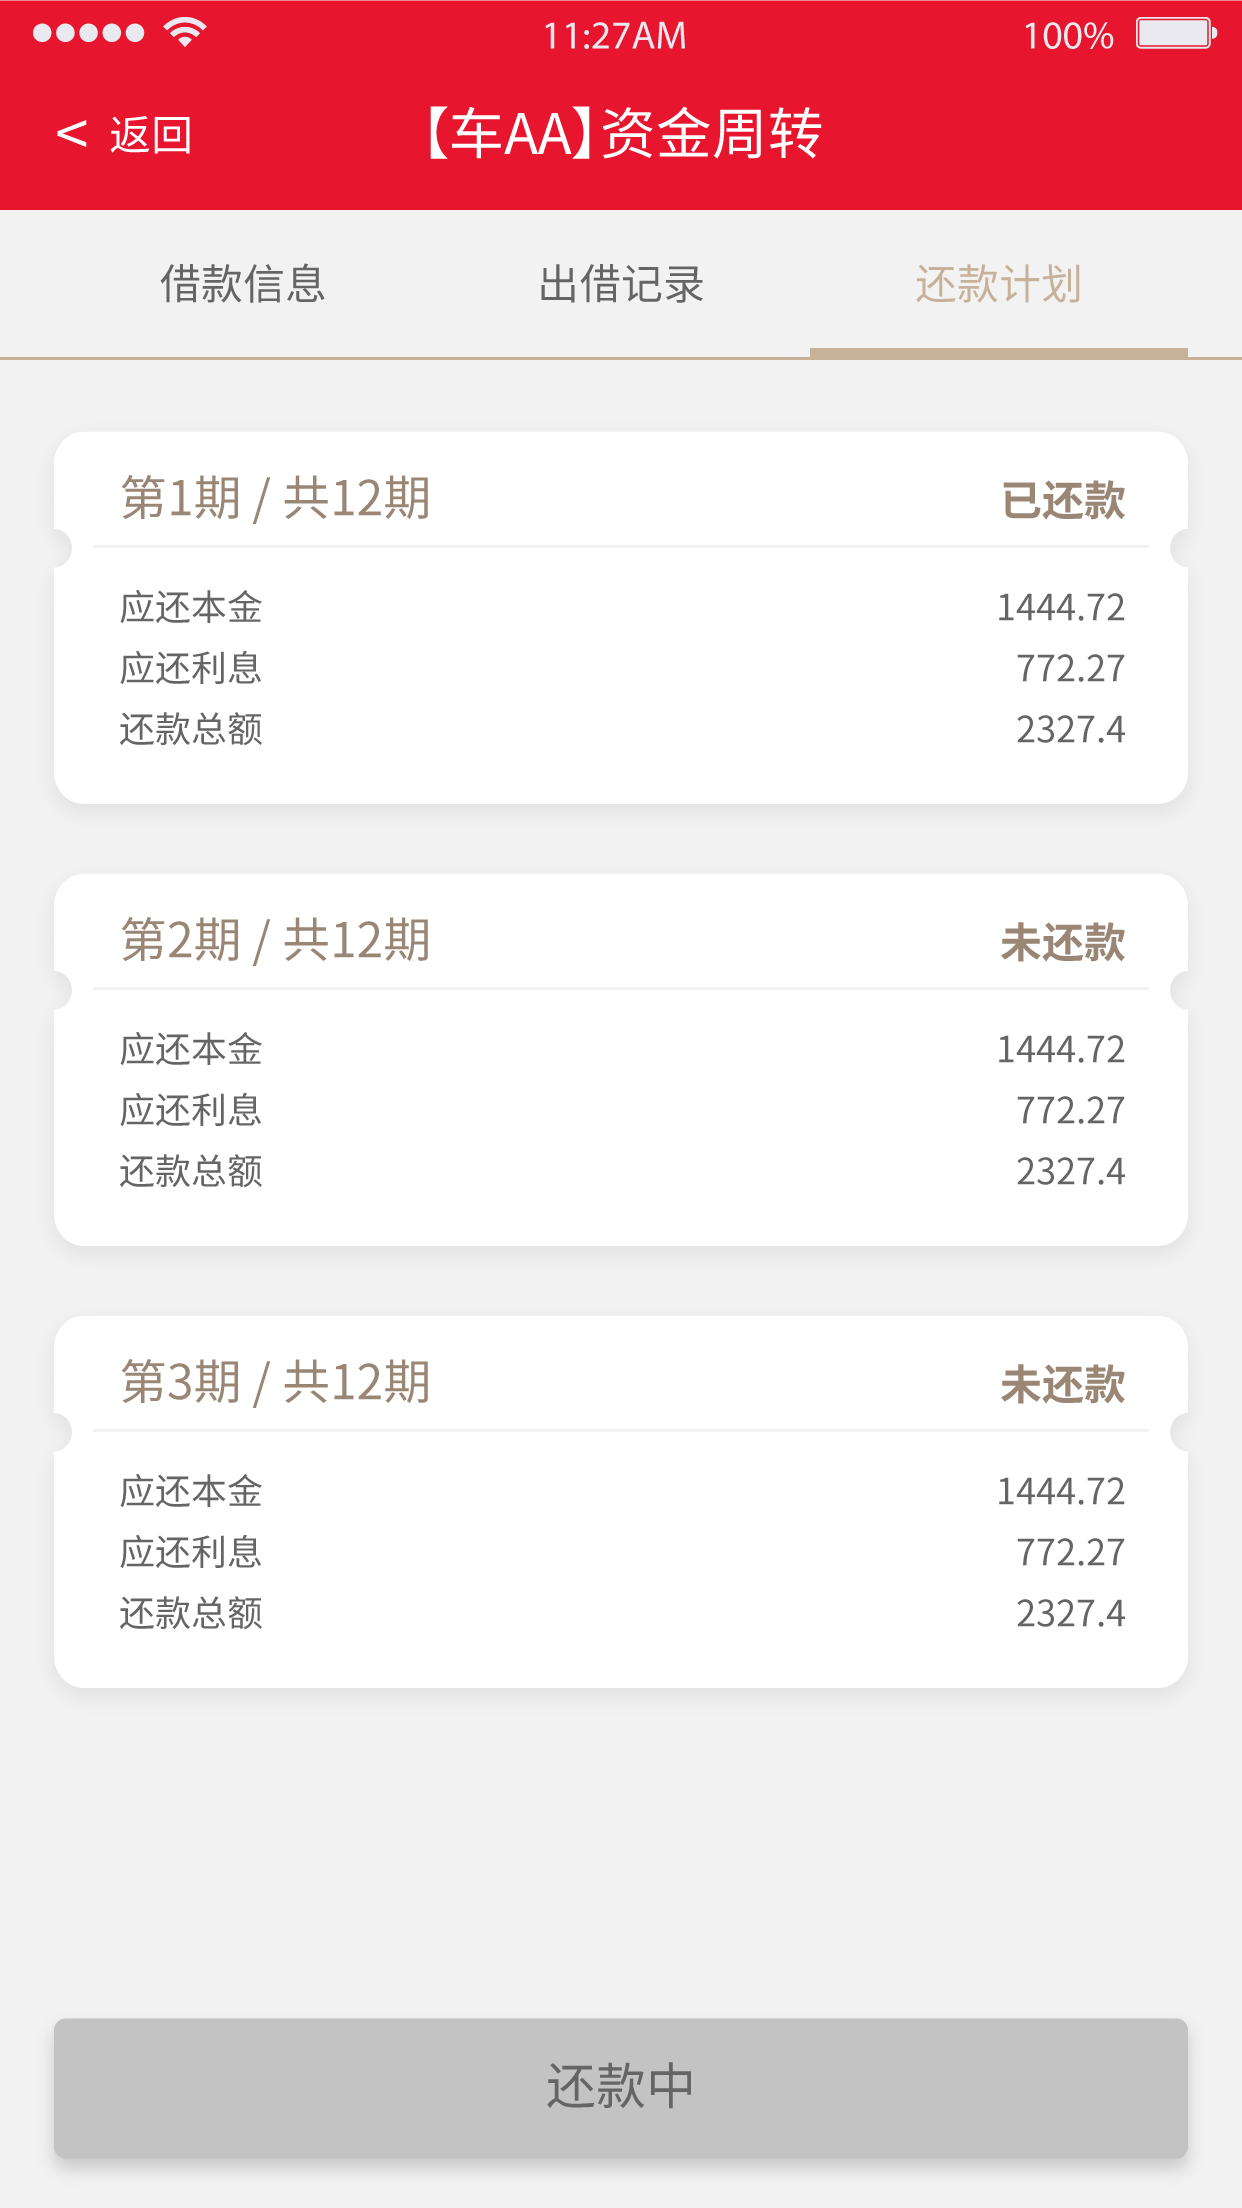 11:27AM 100%
< 返回 【车AA】资金周转
借款信息 出借记录 还款计划
第1期 / 共12期 已还款
应还本金 1444.72
应还利息 772.27
还款总额 2327.4
第2期 / 共12期 未还款
应还本金 1444.72
应还利息 772.27
还款总额 2327.4
第3期 / 共12期 未还款
应还本金 1444.72
应还利息 772.27
还款总额 2327.4
还款中